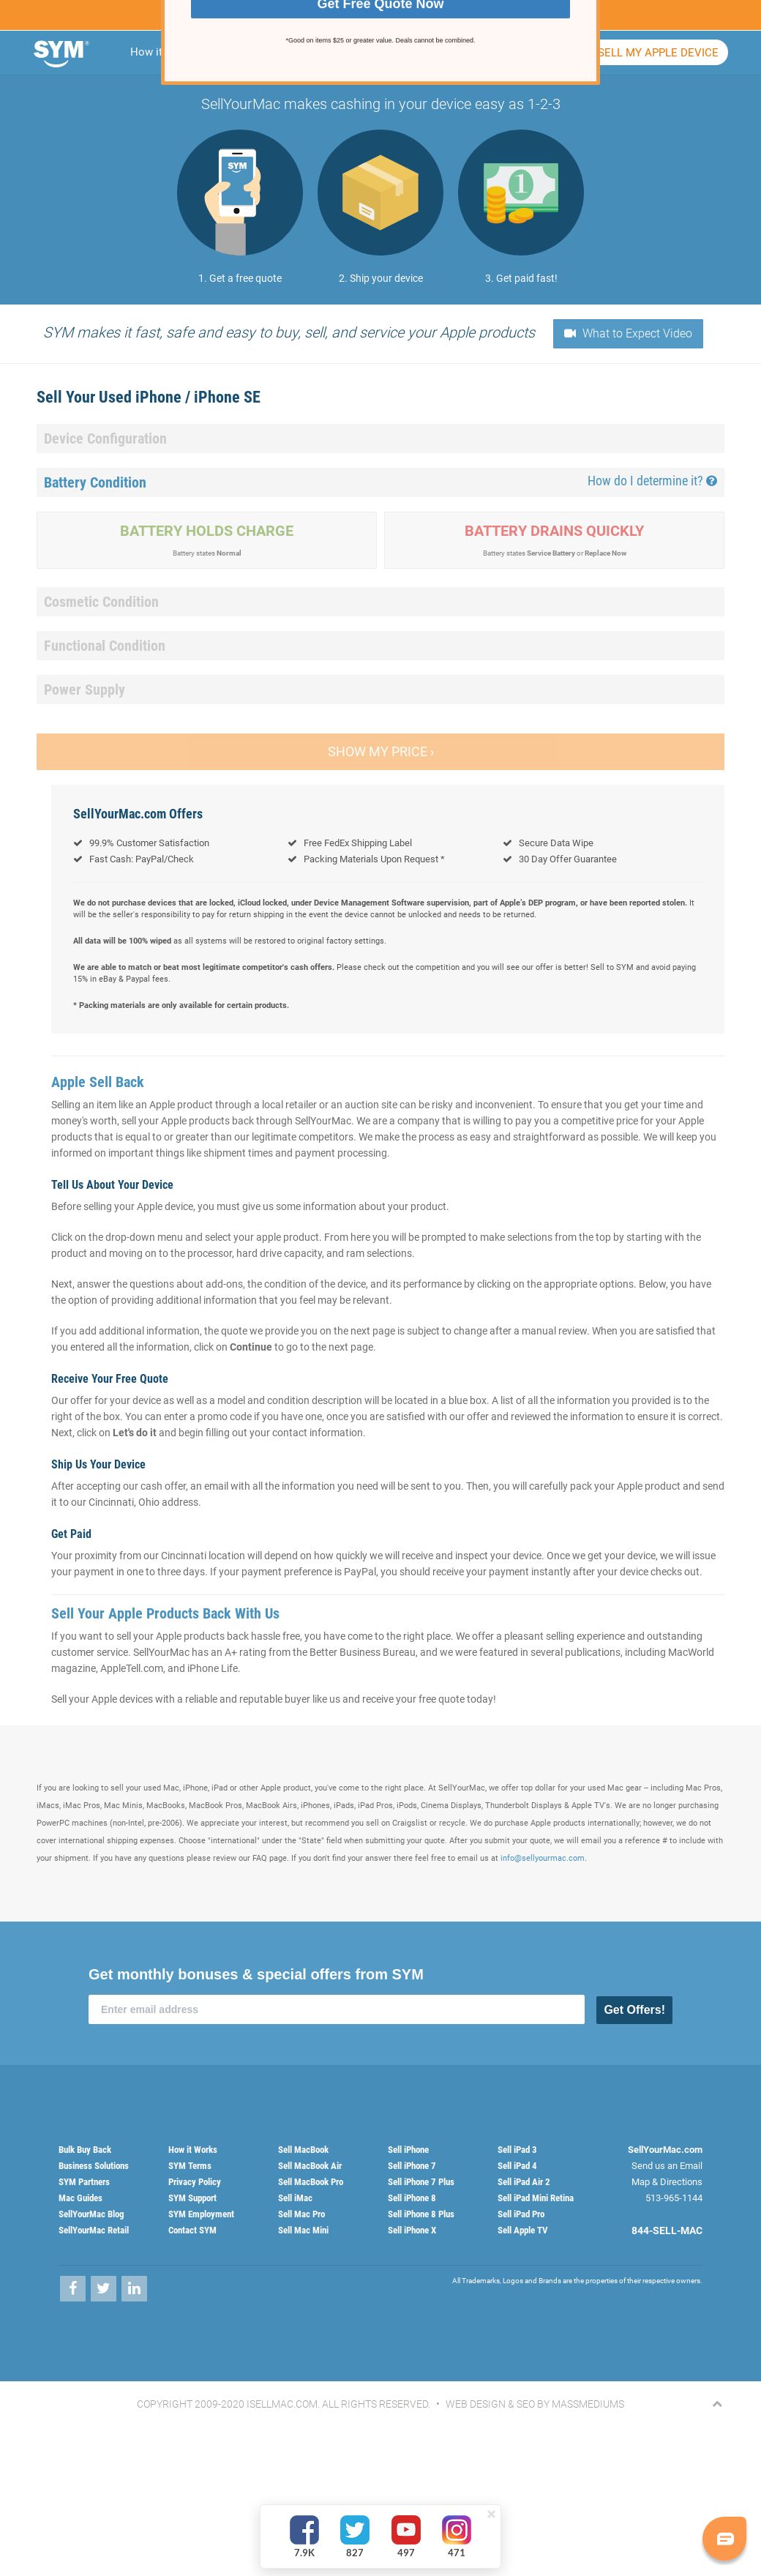 Get Free Quote Now
*Good on items $25 or greater value. Deals cannot be combined.
SYM
How it
SELL MY APPLE DEVICE
SellYourMac makes cashing in your device easy as 1-2-3
SYM
1
1. Get a free quote
2. Ship your device
3. Get paid fast!
SYM makes it fast, safe and easy to buy, sell, and service your Apple products
What to Expect Video
Sell Your Used iPhone / iPhone SE
Device Configuration
Battery Condition
How do I determine it?
BATTERY HOLDS CHARGE
Battery states Normal
BATTERY DRAINS QUICKLY
Battery states Service Battery or Replace Now
Cosmetic Condition
Functional Condition
Power Supply
SHOW MY PRICE ›
SellYourMac.com Offers
99.9% Customer Satisfaction
Free FedEx Shipping Label
Secure Data Wipe
Fast Cash: PayPal/Check
Packing Materials Upon Request *
30 Day Offer Guarantee
We do not purchase devices that are locked, iCloud locked, under Device Management Software supervision, part of Apple's DEP program, or have been reported stolen. It
will be the seller's responsibility to pay for return shipping in the event the device cannot be unlocked and needs to be returned.
All data will be 100% wiped as all systems will be restored to original factory settings.
We are able to match or beat most legitimate competitor's cash offers. Please check out the competition and you will see our offer is better! Sell to SYM and avoid paying
15% in eBay & Paypal fees.
* Packing materials are only available for certain products.
Apple Sell Back
Selling an item like an Apple product through a local retailer or an auction site can be risky and inconvenient. To ensure that you get your time and
money's worth, sell your Apple products back through SellYourMac. We are a company that is willing to pay you a competitive price for your Apple
products that is equal to or greater than our legitimate competitors. We make the process as easy and straightforward as possible. We will keep you
informed on important things like shipment times and payment processing.
Tell Us About Your Device
Before selling your Apple device, you must give us some information about your product.
Click on the drop-down menu and select your apple product. From here you will be prompted to make selections from the top by starting with the
product and moving on to the processor, hard drive capacity, and ram selections.
Next, answer the questions about add-ons, the condition of the device, and its performance by clicking on the appropriate options. Below, you have
the option of providing additional information that you feel may be relevant.
If you add additional information, the quote we provide you on the next page is subject to change after a manual review. When you are satisfied that
you entered all the information, click on Continue to go to the next page.
Receive Your Free Quote
Our offer for your device as well as a model and condition description will be located in a blue box. A list of all the information you provided is to the
right of the box. You can enter a promo code if you have one, once you are satisfied with our offer and reviewed the information to ensure it is correct.
Next, click on Let's do it and begin filling out your contact information.
Ship Us Your Device
After accepting our cash offer, an email with all the information you need will be sent to you. Then, you will carefully pack your Apple product and send
it to our Cincinnati, Ohio address.
Get Paid
Your proximity from our Cincinnati location will depend on how quickly we will receive and inspect your device. Once we get your device, we will issue
your payment in one to three days. If your payment preference is PayPal, you should receive your payment instantly after your device checks out.
Sell Your Apple Products Back With Us
If you want to sell your Apple products back hassle free, you have come to the right place. We offer a pleasant selling experience and outstanding
customer service. SellYourMac has an A+ rating from the Better Business Bureau, and we were featured in several publications, including MacWorld
magazine, AppleTell.com, and iPhone Life.
Sell your Apple devices with a reliable and reputable buyer like us and receive your free quote today!
If you are looking to sell your used Mac, iPhone, iPad or other Apple product, you've come to the right place. At SellYourMac, we offer top dollar for your used Mac gear – including Mac Pros,
iMacs, iMac Pros, Mac Minis, MacBooks, MacBook Pros, MacBook Airs, iPhones, iPads, iPad Pros, iPods, Cinema Displays, Thunderbolt Displays & Apple TV's. We are no longer purchasing
PowerPC machines (non-Intel, pre-2006). We appreciate your interest, but recommend you sell on Craigslist or recycle. We do purchase Apple products internationally; however, we do not
cover international shipping expenses. Choose "international" under the "State" field when submitting your quote. After you submit your quote, we will email you a reference # to include with
your shipment. If you have any questions please review our FAQ page. If you don't find your answer there feel free to email us at info@sellyourmac.com.
Get monthly bonuses & special offers from SYM
Enter email address
Get Offers!
Bulk Buy Back
How it Works
Sell MacBook
Sell iPhone
Sell iPad 3
SellYourMac.com
Business Solutions
SYM Terms
Sell MacBook Air
Sell iPhone 7
Sell iPad 4
Send us an Email
SYM Partners
Privacy Policy
Sell MacBook Pro
Sell iPhone 7 Plus
Sell iPad Air 2
Map & Directions
Mac Guides
SYM Support
Sell iMac
Sell iPhone 8
Sell iPad Mini Retina
513-965-1144
SellYourMac Blog
SYM Employment
Sell Mac Pro
Sell iPhone 8 Plus
Sell iPad Pro
SellYourMac Retail
Contact SYM
Sell Mac Mini
Sell iPhone X
Sell Apple TV
844-SELL-MAC
All Trademarks, Logos and Brands are the properties of their respective owners.
COPYRIGHT 2009-2020 ISELLMAC.COM. ALL RIGHTS RESERVED. • WEB DESIGN & SEO BY MASSMEDIUMS
7.9K
827
497
471